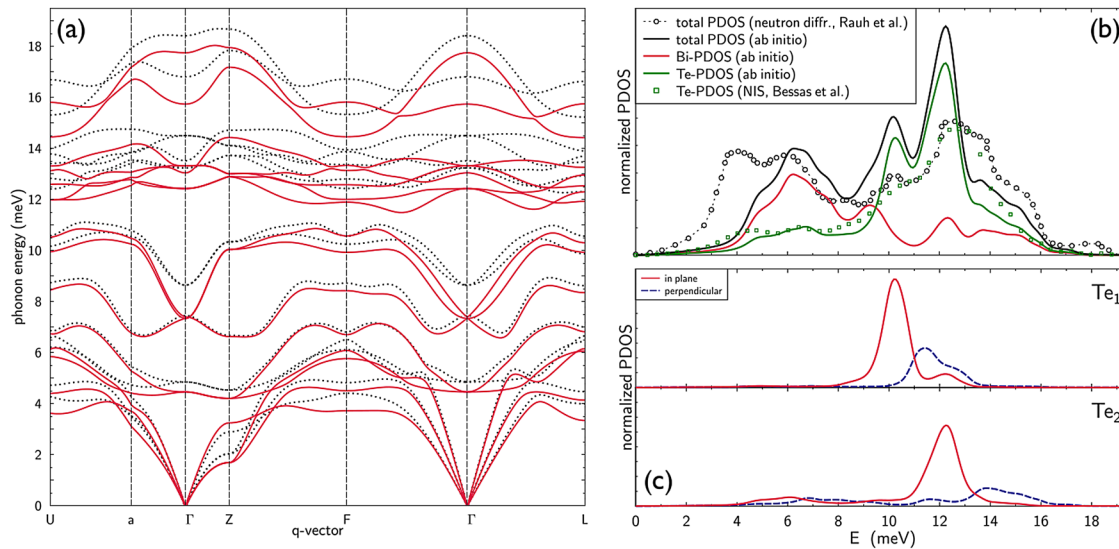 (a)
phonon energy (meV)
18
16
14
12
10
8
6
4
2
0
U
a
Γ
Z
F
Γ
L
q-vector
(b)
total PDOS (neutron diffr., Rauh et al.)
total PDOS (ab initio)
Bi-PDOS (ab initio)
Te-PDOS (ab initio)
Te-PDOS (NIS, Bessas et al.)
normalized PDOS
in plane
perpendicular
Te1
normalized PDOS
Te2
(c)
0
2
4
6
8
10
12
14
16
18
E (meV)